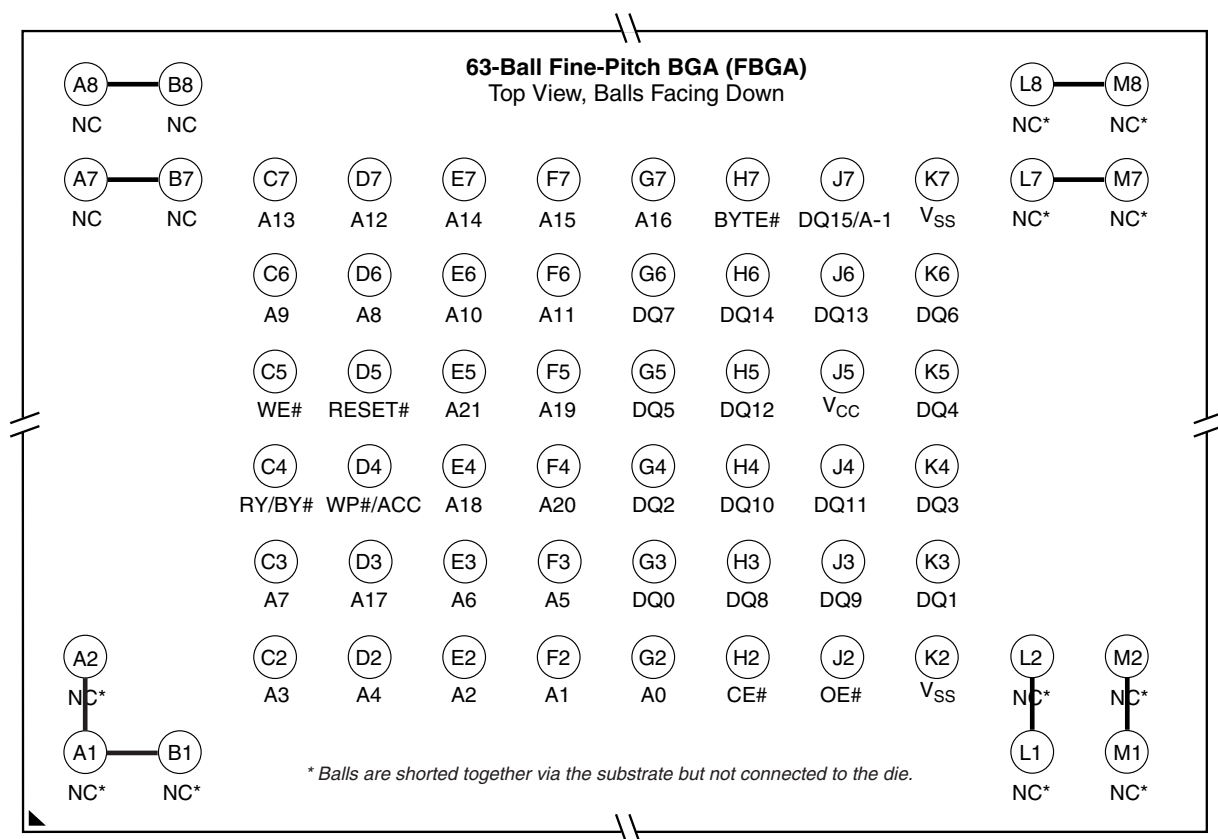 63-Ball Fine-Pitch BGA (FBGA)
Top View, Balls Facing Down
A8 B8 L8 M8
NC NC NC* NC*
A7 B7 C7 D7 E7 F7 G7 H7 J7 K7 L7 M7
NC NC A13 A12 A14 A15 A16 BYTE# DQ15/A-1 VSS NC* NC*
C6 D6 E6 F6 G6 H6 J6 K6
A9 A8 A10 A11 DQ7 DQ14 DQ13 DQ6
C5 D5 E5 F5 G5 H5 J5 K5
WE# RESET# A21 A19 DQ5 DQ12 VCC DQ4
C4 D4 E4 F4 G4 H4 J4 K4
RY/BY# WP#/ACC A18 A20 DQ2 DQ10 DQ11 DQ3
C3 D3 E3 F3 G3 H3 J3 K3
A7 A17 A6 A5 DQ0 DQ8 DQ9 DQ1
A2 C2 D2 E2 F2 G2 H2 J2 K2 L2 M2
NC* A3 A4 A2 A1 A0 CE# OE# VSS NC* NC*
A1 B1 L1 M1
* Balls are shorted together via the substrate but not connected to the die.
NC* NC* NC* NC*